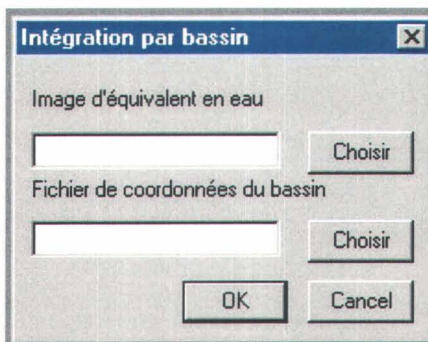 Intégration par bassin
Image d'équivalent en eau
Choisir
Fichier de coordonnées du bassin
Choisir
OK Cancel